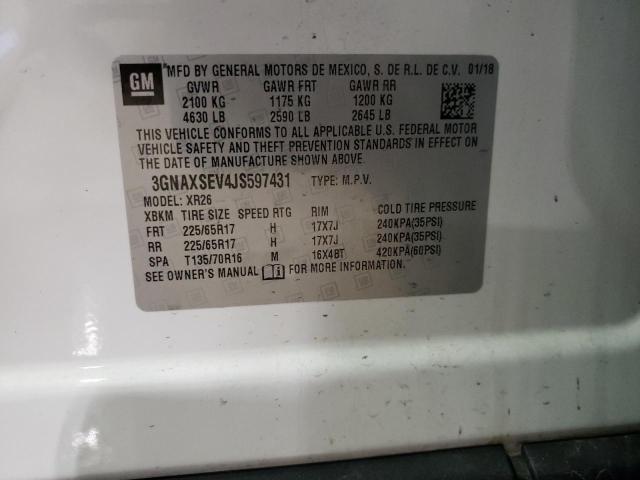 GM
MFD BY GENERAL MOTORS DE MEXICO, S. DE R.L. DE C.V. 01/18
GVWR GAWR FRT GAWR RR
2100 KG 1175 KG 1200 KG
4630 LB 2590 LB 2645 LB
THIS VEHICLE CONFORMS TO ALL APPLICABLE U.S. FEDERAL MOTOR
VEHICLE SAFETY AND THEFT PREVENTION STANDARDS IN EFFECT ON
THE DATE OF MANUFACTURE SHOWN ABOVE.
3GNAXSEV4JS597431 TYPE: M.P.V.
MODEL: XR26
XBKM TIRE SIZE SPEED RTG RIM COLD TIRE PRESSURE
FRT 225/65R17 H 17X7J 240KPA(35PSI)
RR 225/65R17 H 17X7J 240KPA(35PSI)
SPA T135/70R16 M 16X4BT 420KPA(60PSI)
SEE OWNER'S MANUAL FOR MORE INFORMATION